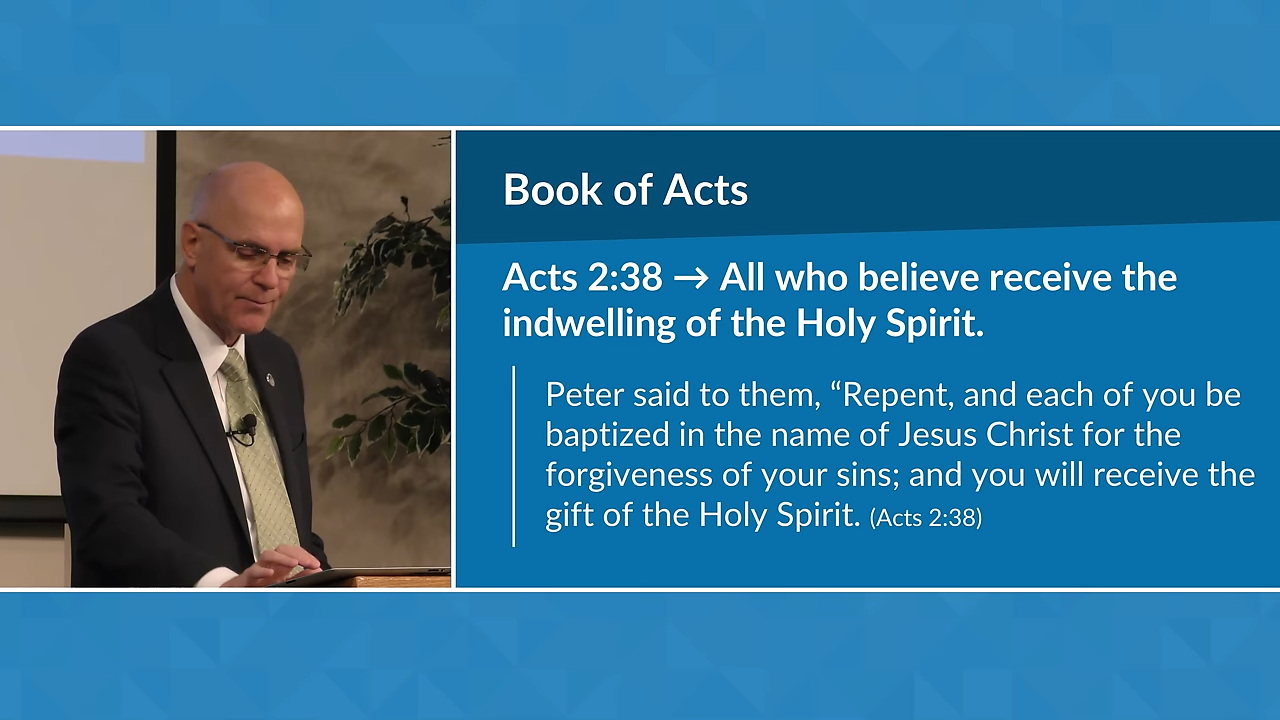 Book of Acts
Acts 2:38 → All who believe receive the
indwelling of the Holy Spirit.
Peter said to them, “Repent, and each of you be
baptized in the name of Jesus Christ for the
forgiveness of your sins; and you will receive the
gift of the Holy Spirit. (Acts 2:38)